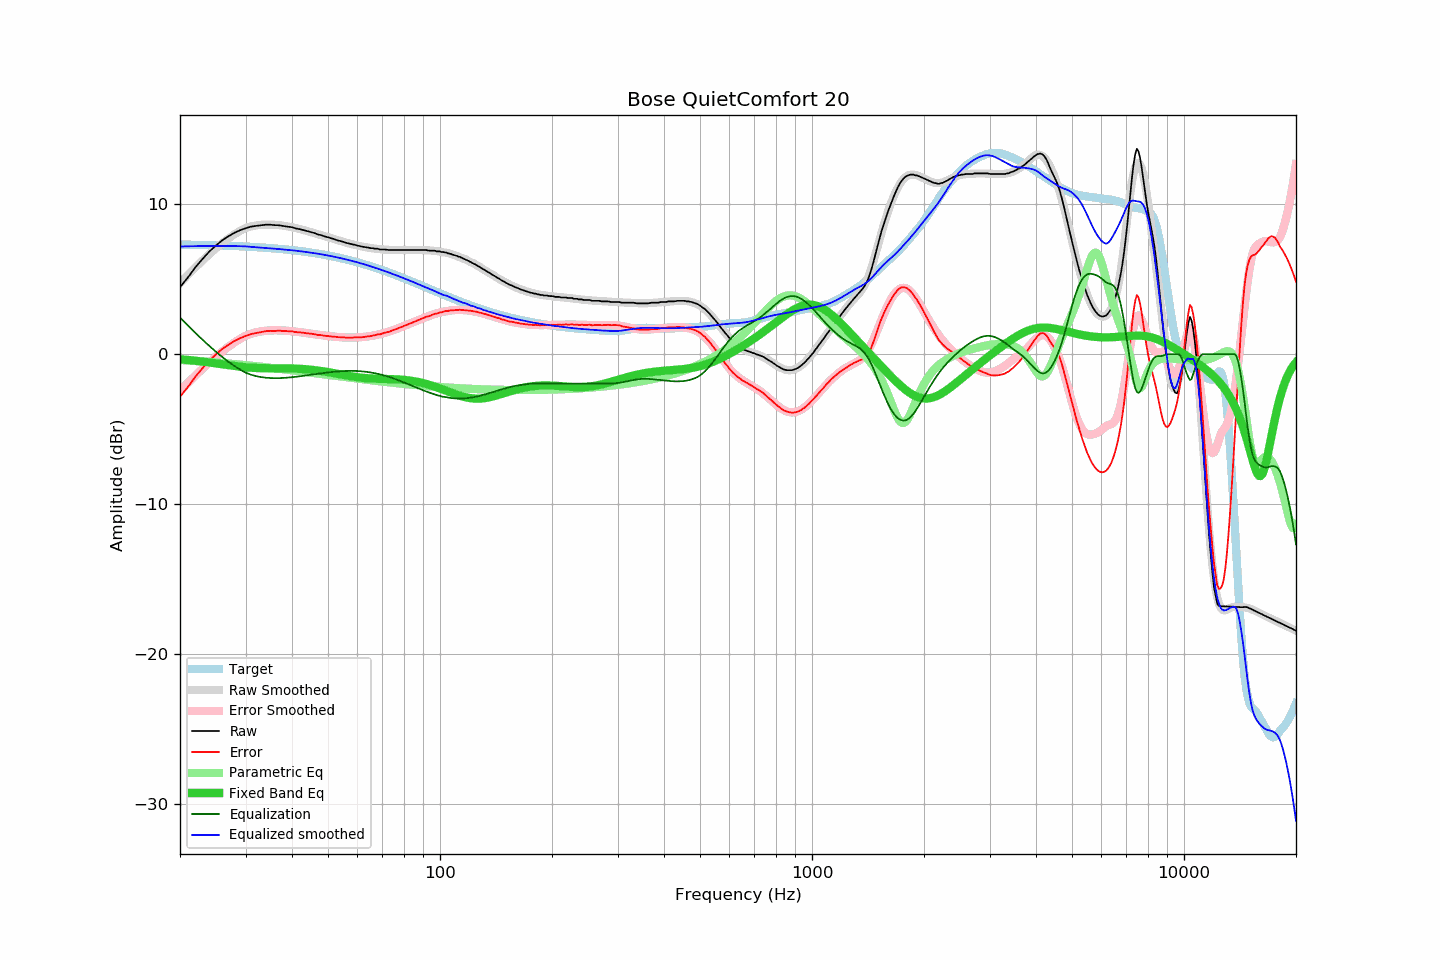 Bose QuietComfort 20
Amplitude (dBr)
10
0
−10
−20
−30
Target
Raw Smoothed
Error Smoothed
Raw
Error
Parametric Eq
Fixed Band Eq
Equalization
Equalized smoothed
100
1000
10000
Frequency (Hz)